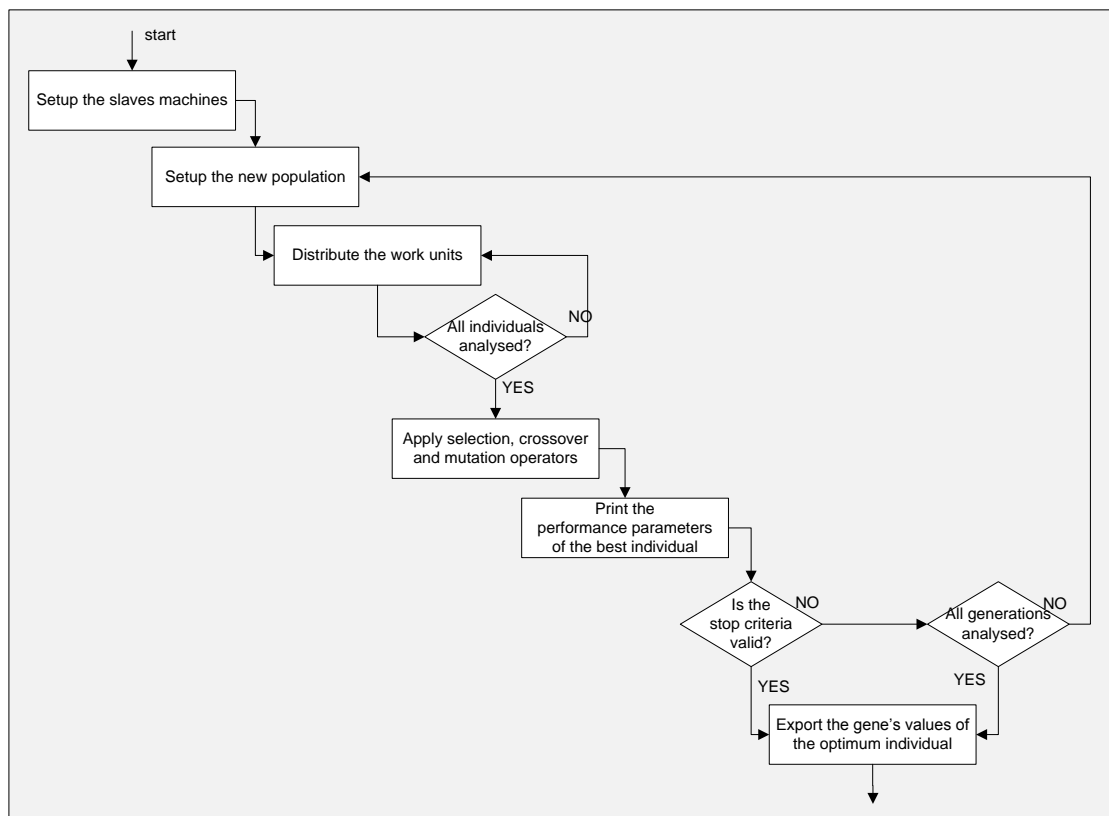 start
Setup the slaves machines
Setup the new population
Distribute the work units
All individuals
analysed?
NO
YES
Apply selection, crossover
and mutation operators
Print the
performance parameters
of the best individual
Is the
stop criteria
valid?
NO
All generations
analysed?
NO
YES
YES
Export the gene's values of
the optimum individual